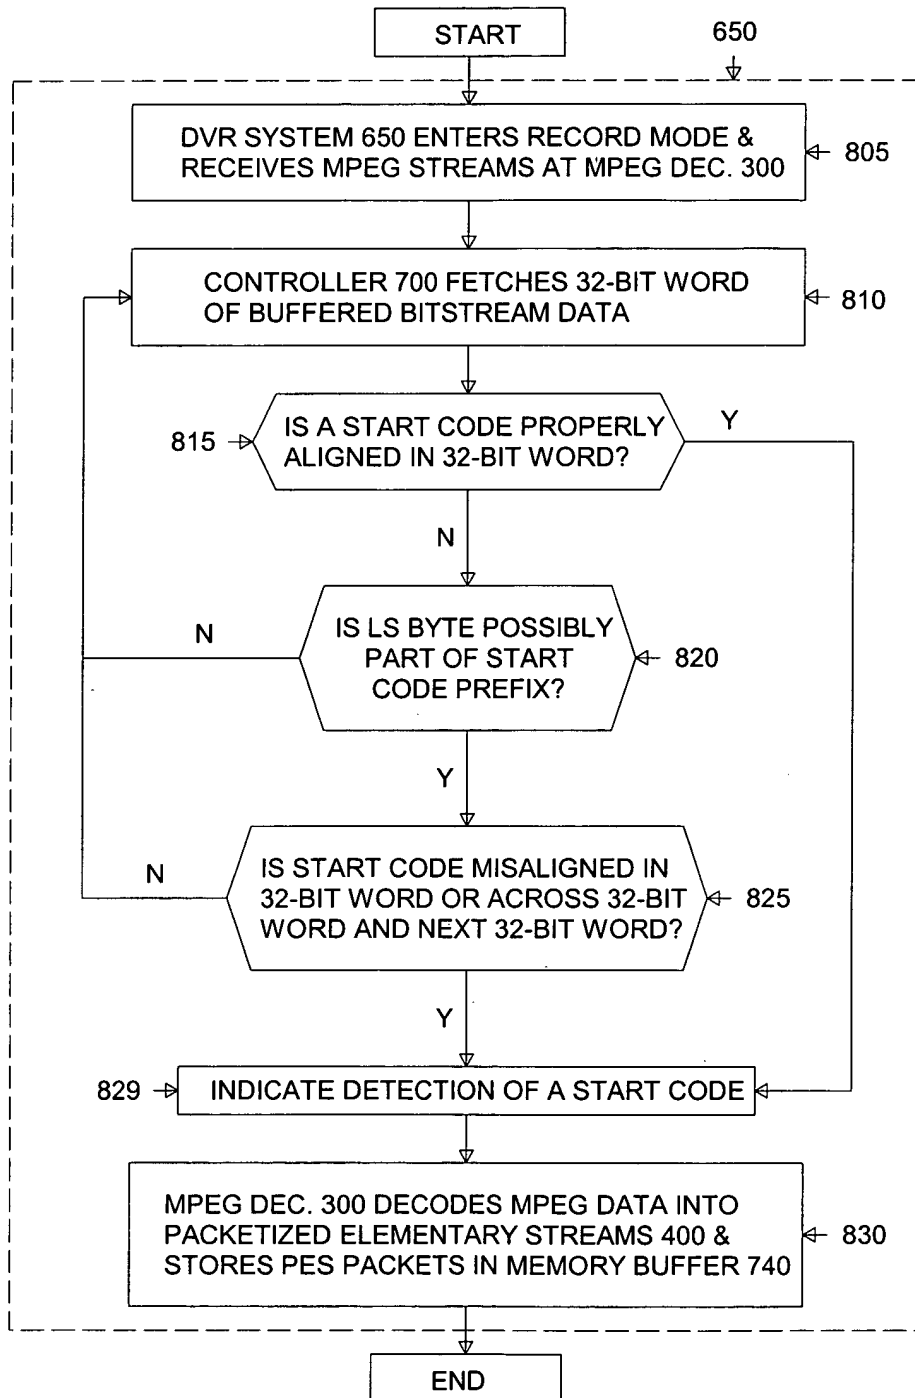 START
650
DVR SYSTEM 650 ENTERS RECORD MODE &
RECEIVES MPEG STREAMS AT MPEG DEC. 300
805
CONTROLLER 700 FETCHES 32-BIT WORD
OF BUFFERED BITSTREAM DATA
810
IS A START CODE PROPERLY
ALIGNED IN 32-BIT WORD?
815
Y
N
IS LS BYTE POSSIBLY
PART OF START
CODE PREFIX?
N
820
Y
IS START CODE MISALIGNED IN
32-BIT WORD OR ACROSS 32-BIT
WORD AND NEXT 32-BIT WORD?
N
825
Y
829
INDICATE DETECTION OF A START CODE
MPEG DEC. 300 DECODES MPEG DATA INTO
PACKETIZED ELEMENTARY STREAMS 400 &
STORES PES PACKETS IN MEMORY BUFFER 740
830
END